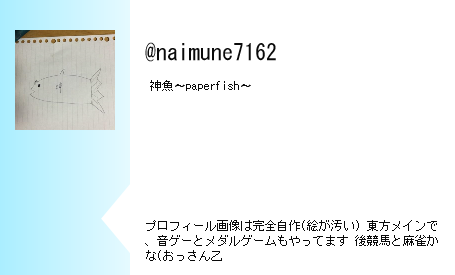 @naimune7162
神魚～paperfish～
神
プロフィール画像は完全自作(絵が汚い) 東方メインで
、音ゲーとメダルゲームもやってます 後競馬と麻雀か
な(おっさん乙